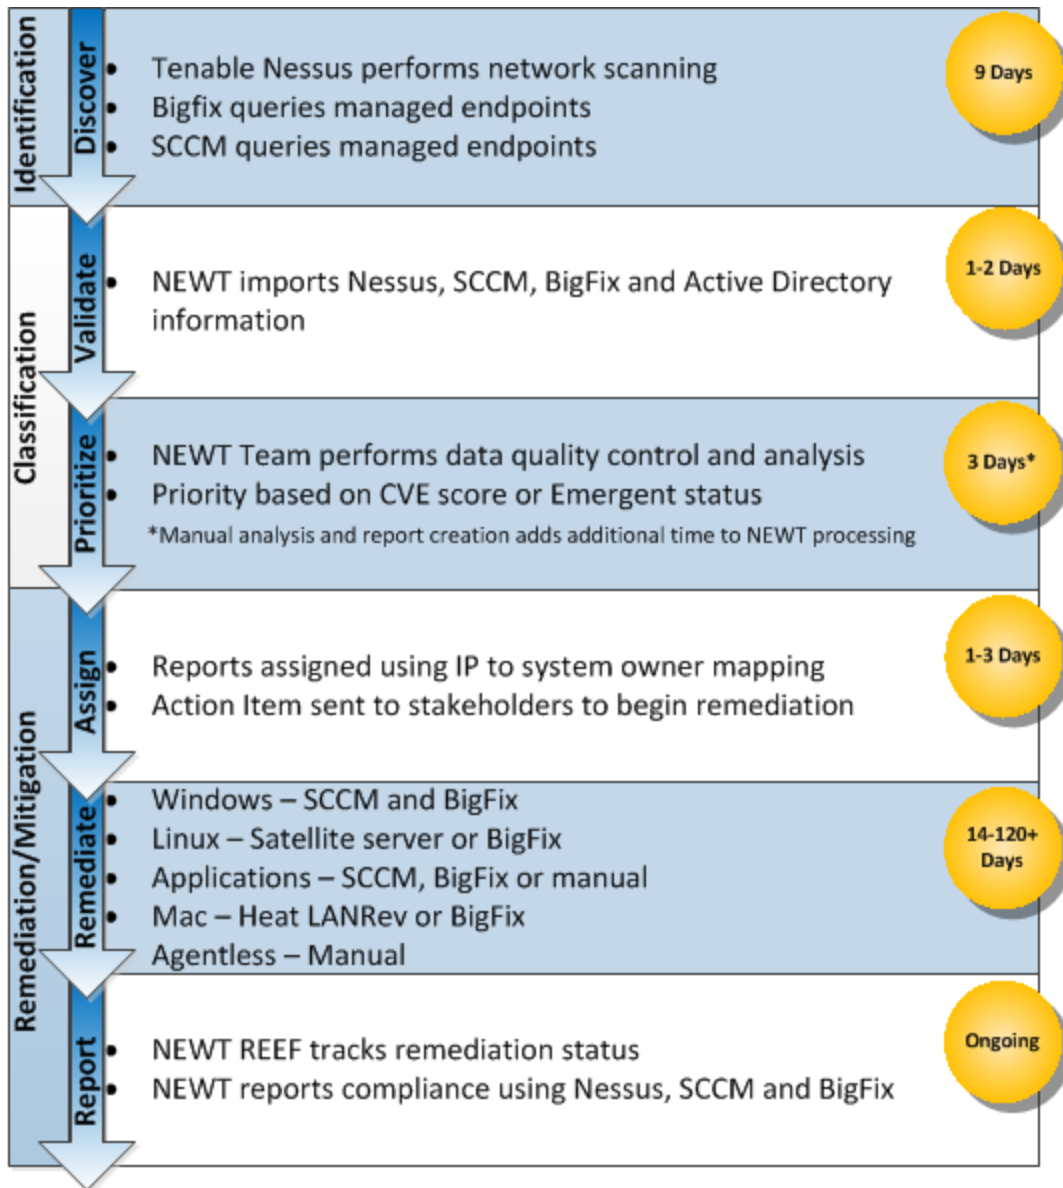 Identification
Discover
• Tenable Nessus performs network scanning
• Bigfix queries managed endpoints
• SCCM queries managed endpoints
9 Days
Classification
Validate
• NEWT imports Nessus, SCCM, BigFix and Active Directory
information
1-2 Days
Prioritize
• NEWT Team performs data quality control and analysis
• Priority based on CVE score or Emergent status
*Manual analysis and report creation adds additional time to NEWT processing
3 Days*
Remediation/Mitigation
Assign
• Reports assigned using IP to system owner mapping
• Action Item sent to stakeholders to begin remediation
1-3 Days
Remediate
• Windows – SCCM and BigFix
• Linux – Satellite server or BigFix
• Applications – SCCM, BigFix or manual
• Mac – Heat LANRev or BigFix
Agentless – Manual
14-120+
Days
Report
• NEWT REEF tracks remediation status
• NEWT reports compliance using Nessus, SCCM and BigFix
Ongoing